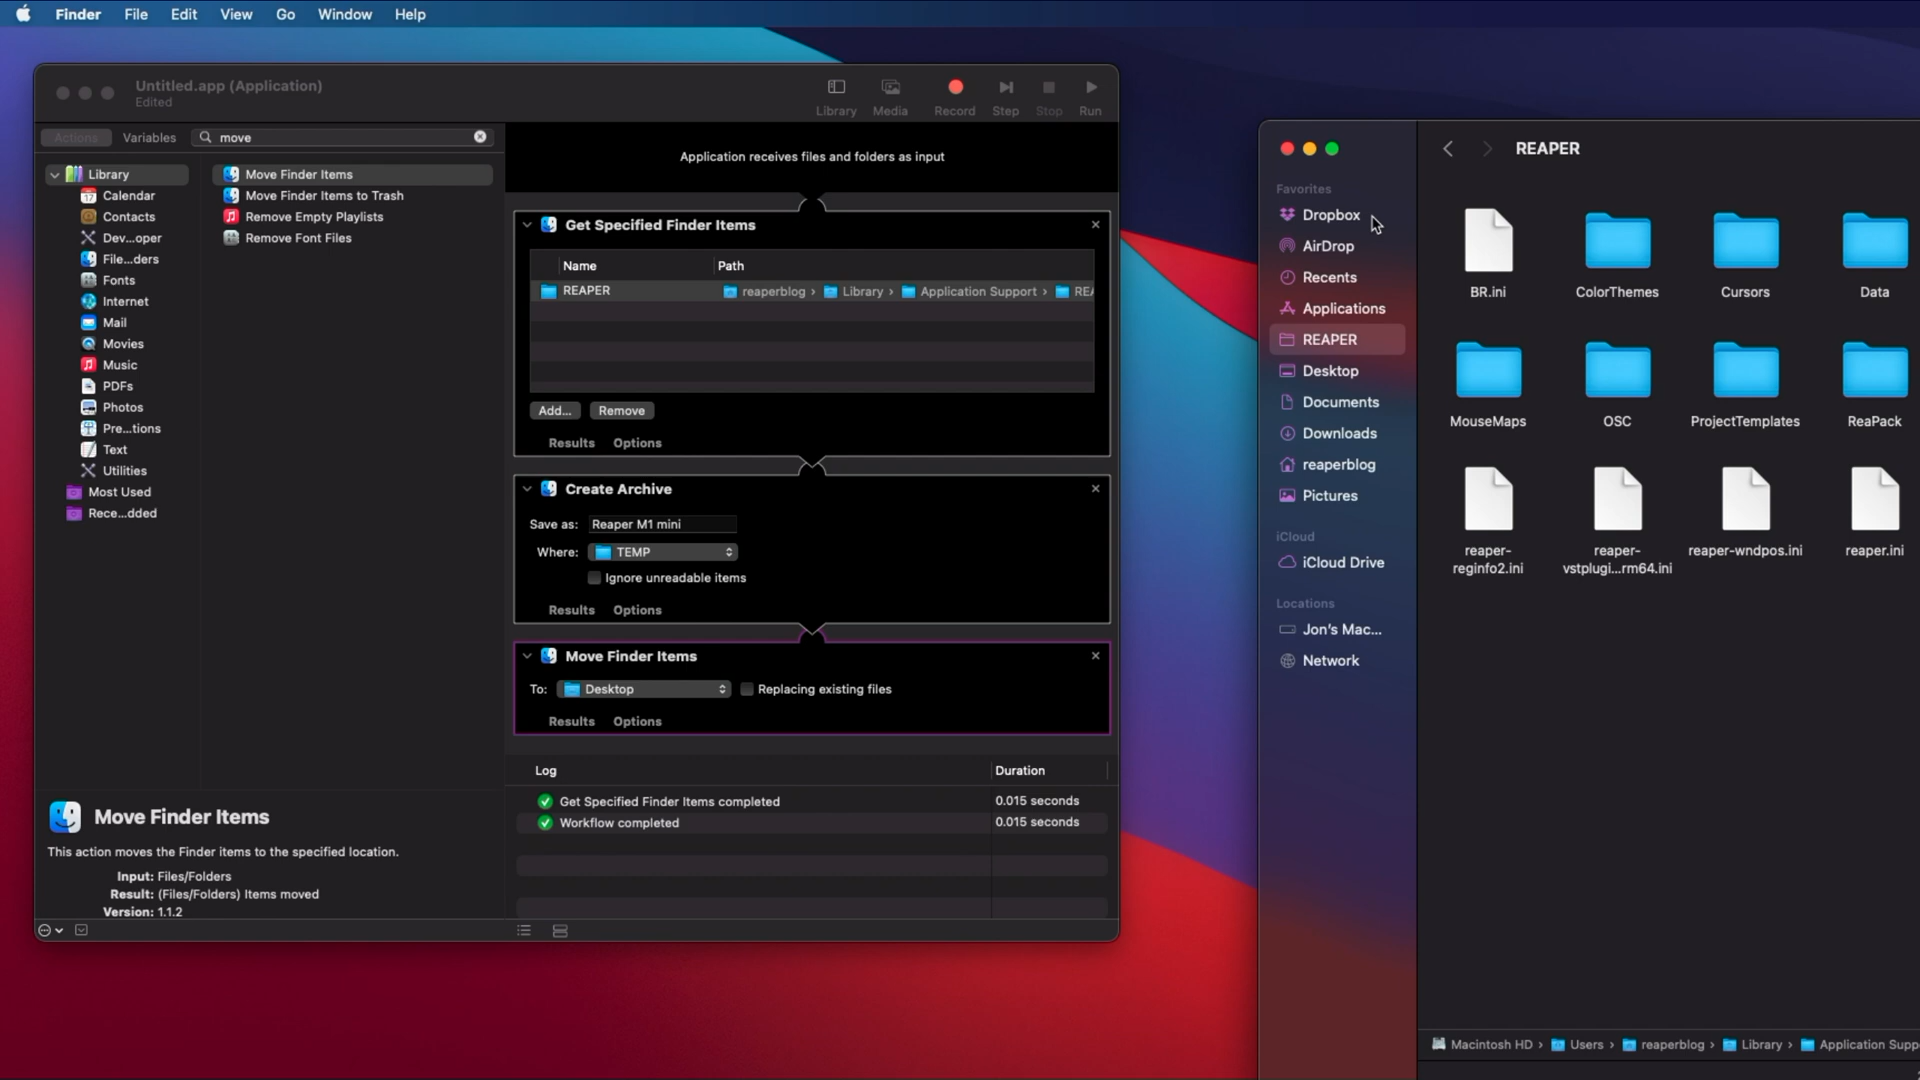 Finder File Edit View Go Window Help
Untitled.app (Application)
Edited
Library Media Record Step Stop Run
Actions Variables move
Library
Calendar
Contacts
Dev...oper
File...ders
Fonts
Internet
Mail
Movies
Music
PDFs
Photos
Pre...tions
Text
Utilities
Most Used
Rece...dded
Move Finder Items
Move Finder Items to Trash
Remove Empty Playlists
Remove Font Files
Application receives files and folders as input
Get Specified Finder Items
Name Path
REAPER reaperblog › Library › Application Support ›
Add... Remove
Results Options
Create Archive
Save as: Reaper M1 mini
Where: TEMP
Ignore unreadable items
Results Options
Move Finder Items
To: Desktop Replacing existing files
Results Options
Log Duration
Get Specified Finder Items completed 0.015 seconds
Workflow completed 0.015 seconds
Move Finder Items
This action moves the Finder items to the specified location.
Input: Files/Folders
Result: (Files/Folders) Items moved
Version: 1.1.2
REAPER
Favorites
Dropbox
AirDrop
Recents
Applications
REAPER
Desktop
Documents
Downloads
reaperblog
Pictures
iCloud
iCloud Drive
Locations
Jon's Mac...
Network
17
BR.ini ColorThemes Cursors Data
MouseMaps OSC ProjectTemplates ReaPack
reaper- reaper- reaper-wndpos.ini reaper.ini
reginfo2.ini vstplugi...rm64.ini
Macintosh HD › Users › reaperblog › Library › Application